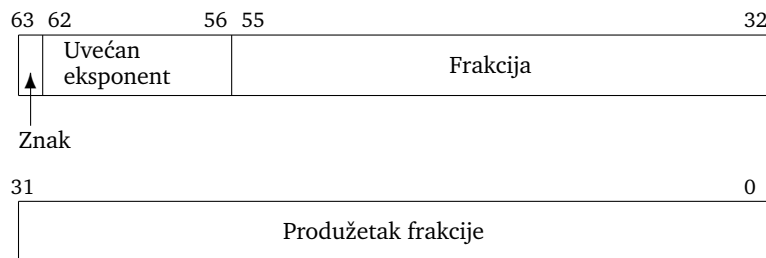 63 62 56 55 32
Uvećan
eksponent
Frakcija
Znak
31 0
Produžetak frakcije